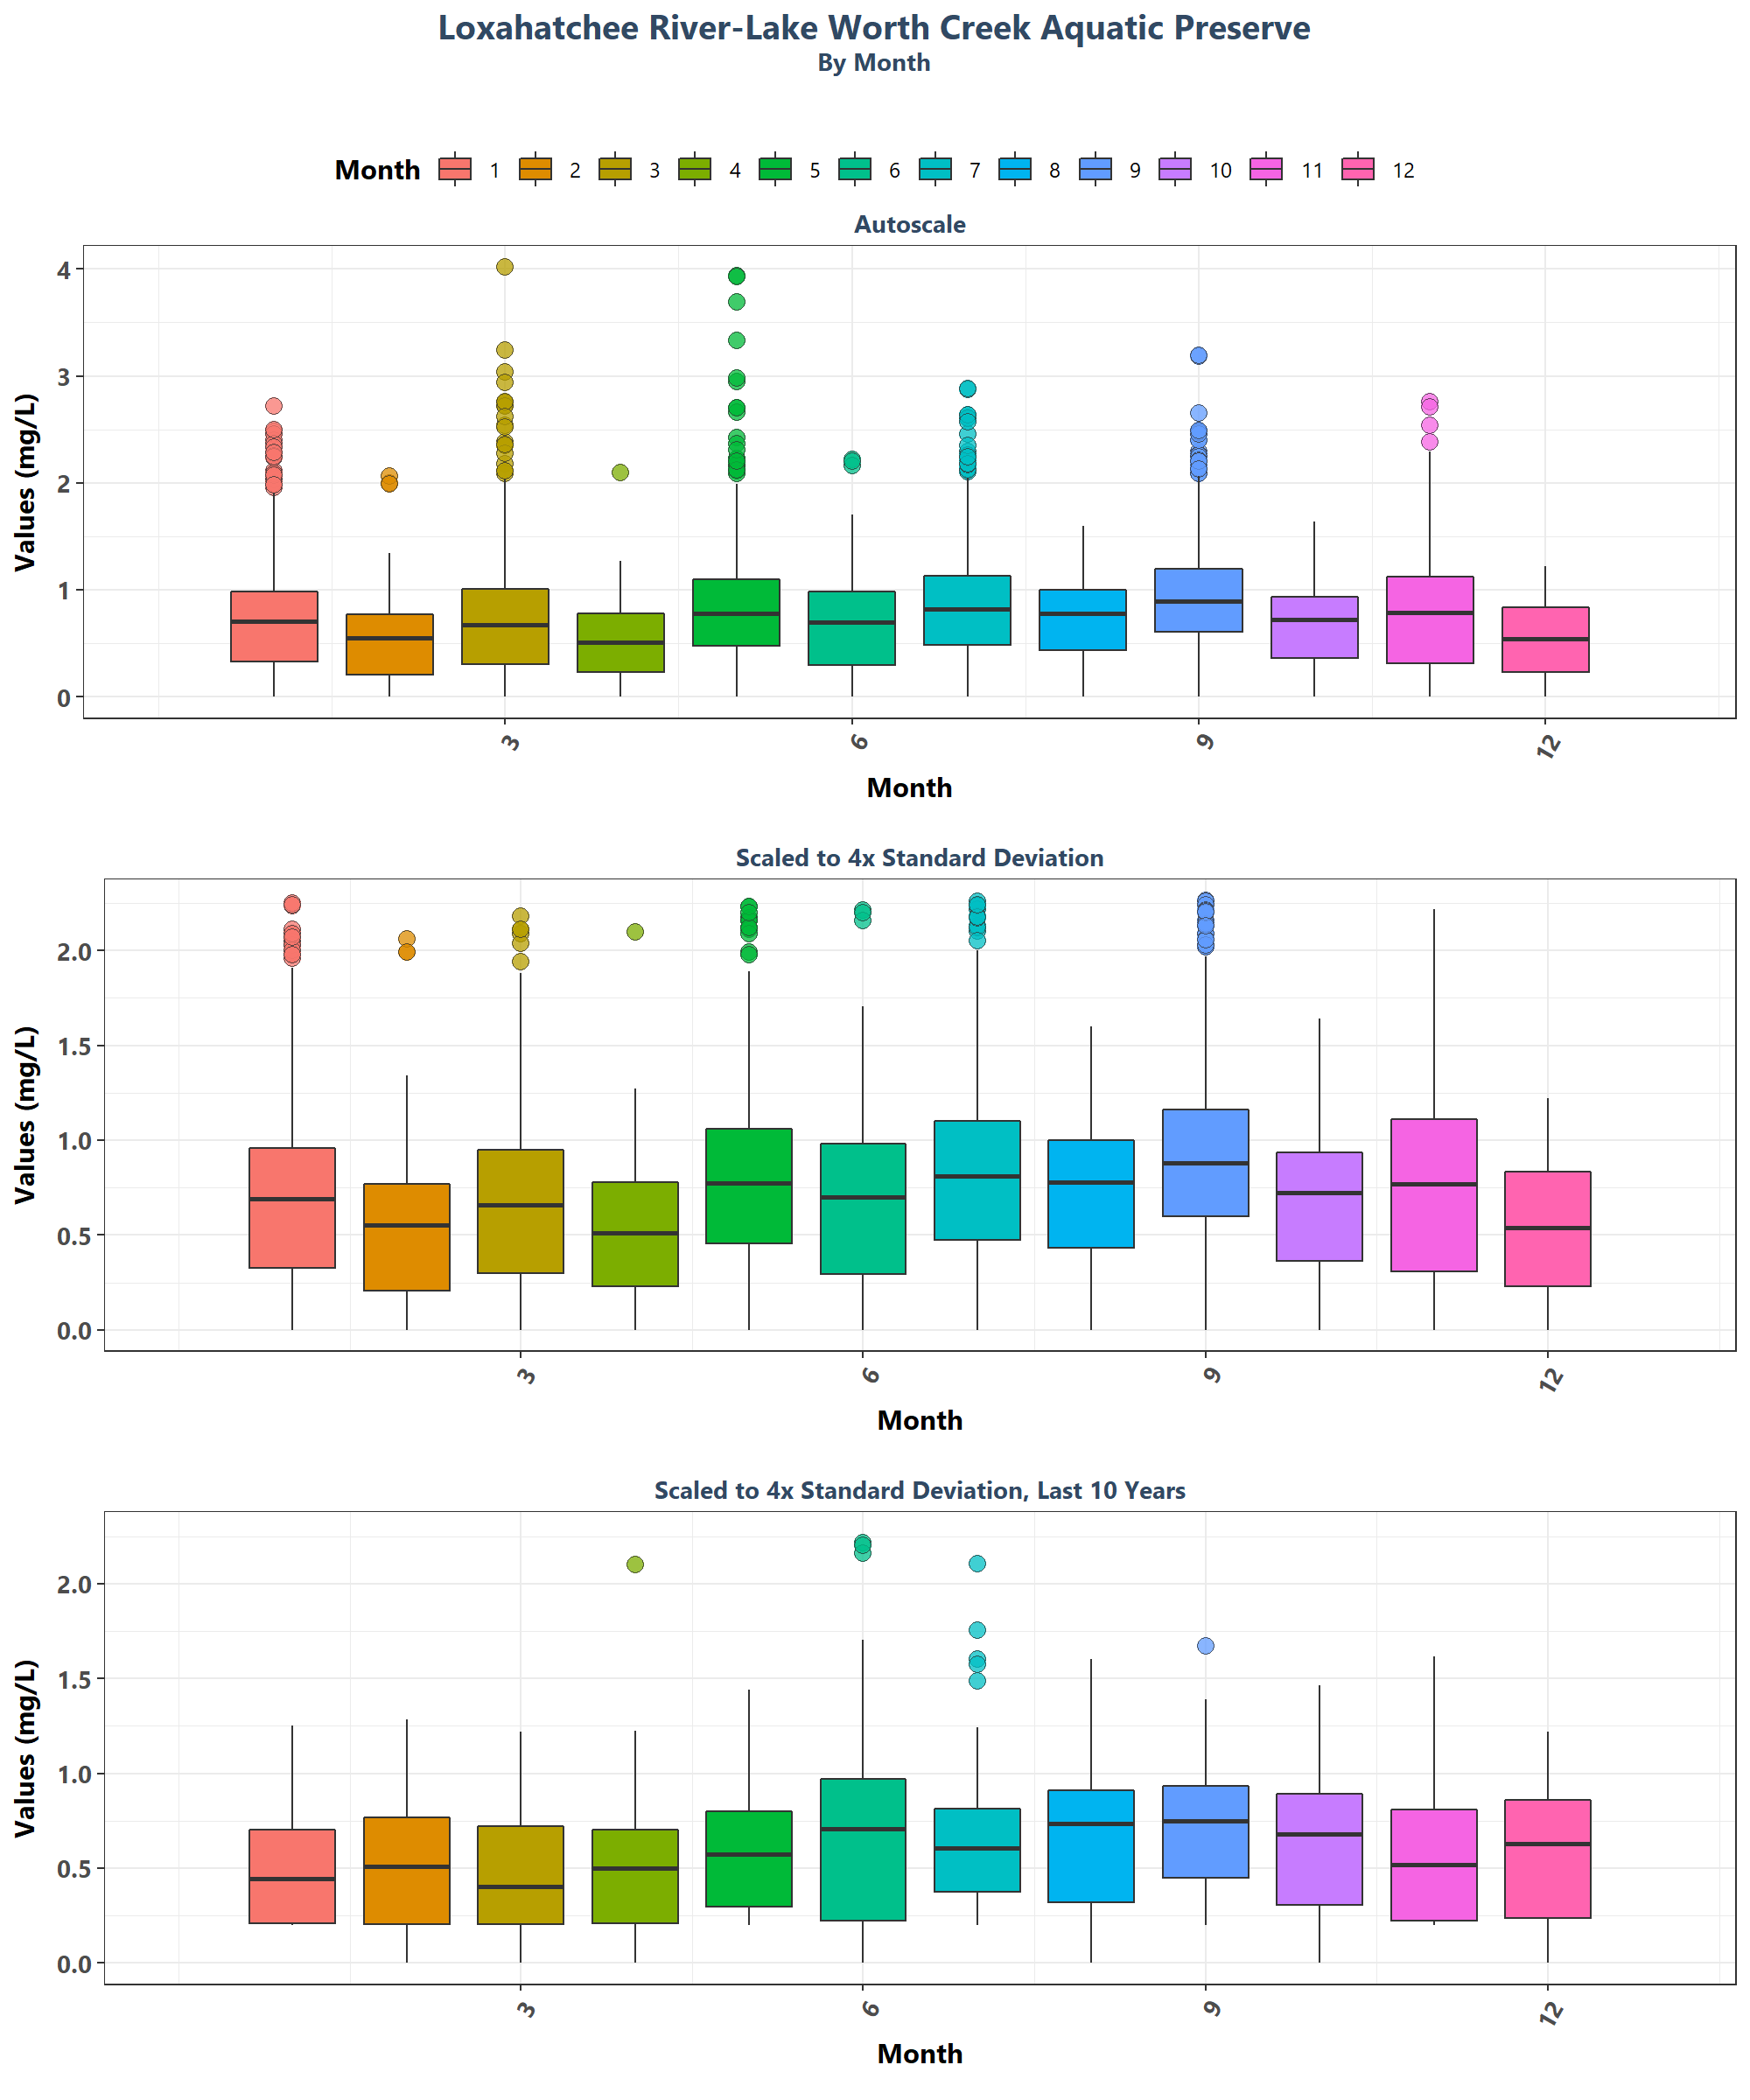 Loxahatchee River-Lake Worth Creek Aquatic Preserve
By Month
Month 1 2 3 4 5 6 7 8 9 10 11 12
Autoscale
Values (mg/L)
4
3
2
1
0
3 6 9 12
Month
Scaled to 4x Standard Deviation
Values (mg/L)
2.0
1.5
1.0
0.5
0.0
3 6 9 12
Month
Scaled to 4x Standard Deviation, Last 10 Years
Values (mg/L)
2.0
1.5
1.0
0.5
0.0
3 6 9 12
Month